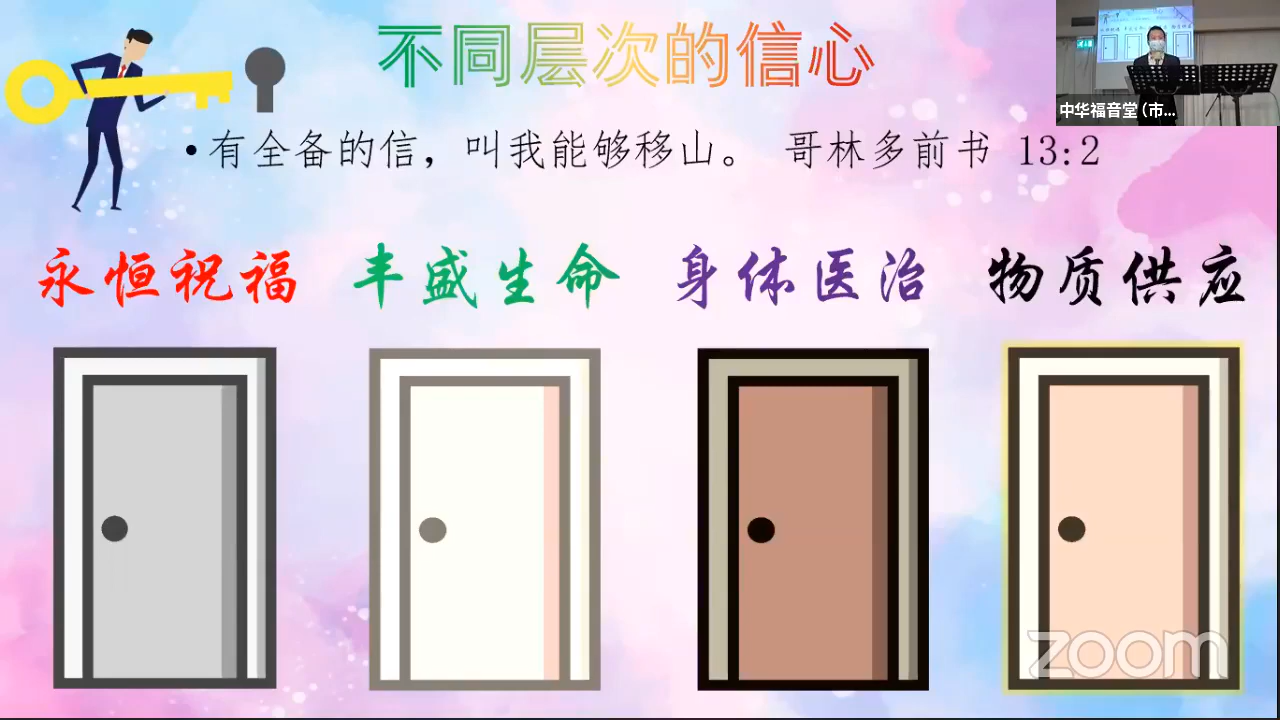 不同层次的信心
中华福音堂（市...
•有全备的信，叫我能够移山。 哥林多前书 13:2
永恒祝福 丰盛生命 身体医治 物质供应
zoom